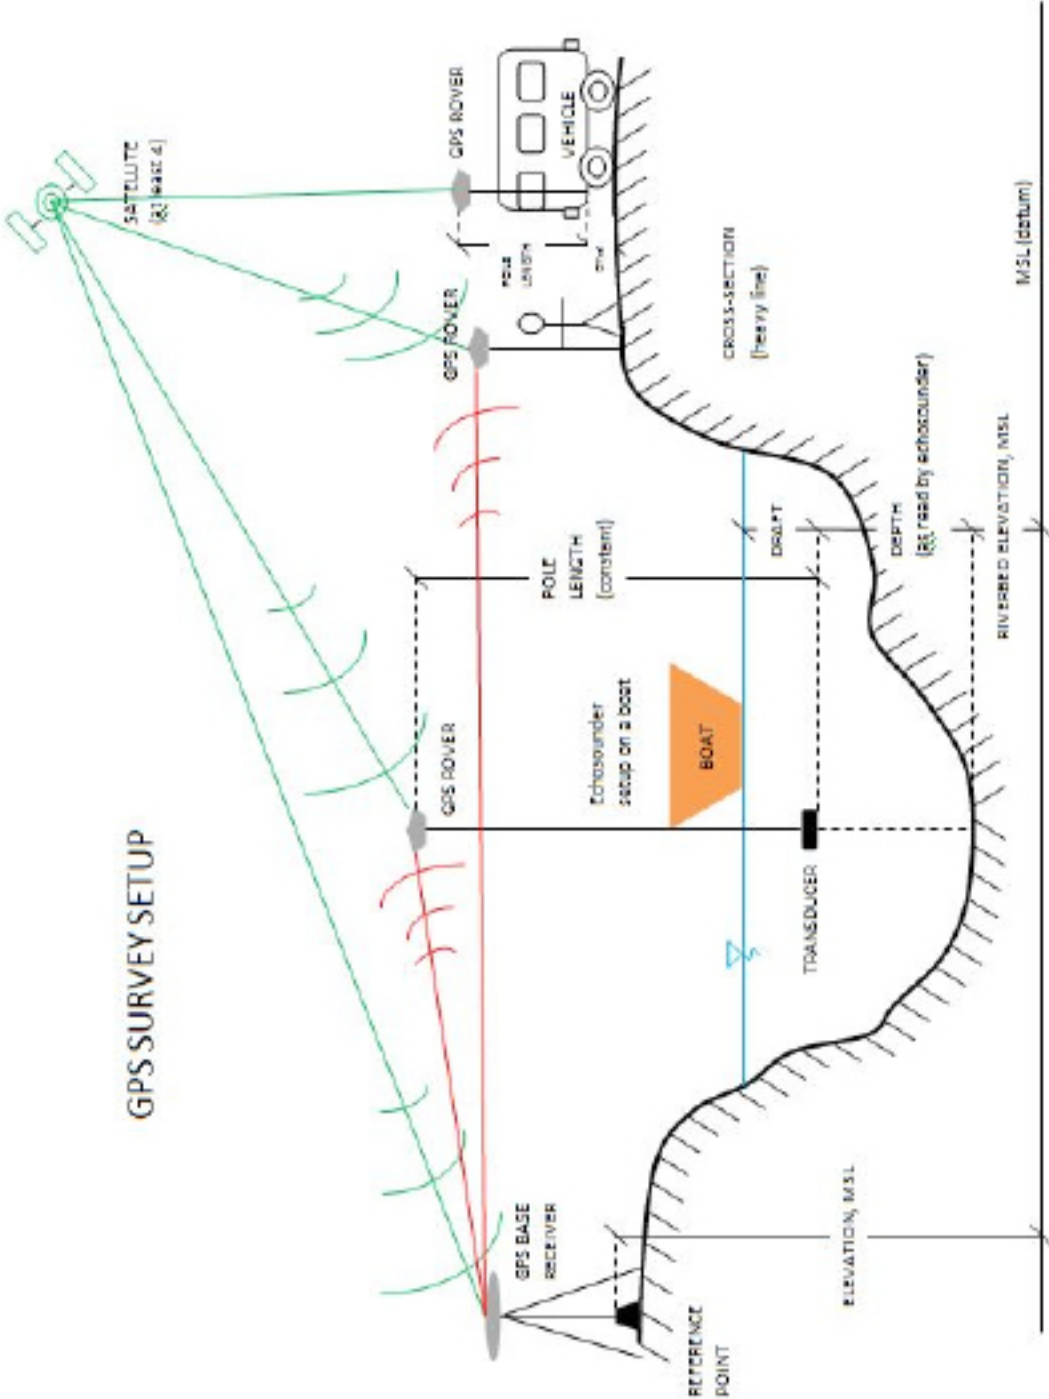 GPS SURVEY SETUP
SATELLITE
(at least 4)
GPS ROVER
VEHICLE
POLE
LENGTH
GPS ROVER
CROSS-SECTION
(heavy line)
MSL (datum)
GPS ROVER
POLE
LENGTH
(constant)
Echosounder
setup on a boat
BOAT
DRAFT
DEPTH
(as read by echosounder)
RIVERBED ELEVATION, MSL
TRANSDUCER
GPS BASE
RECEIVER
REFERENCE
POINT
ELEVATION, MSL